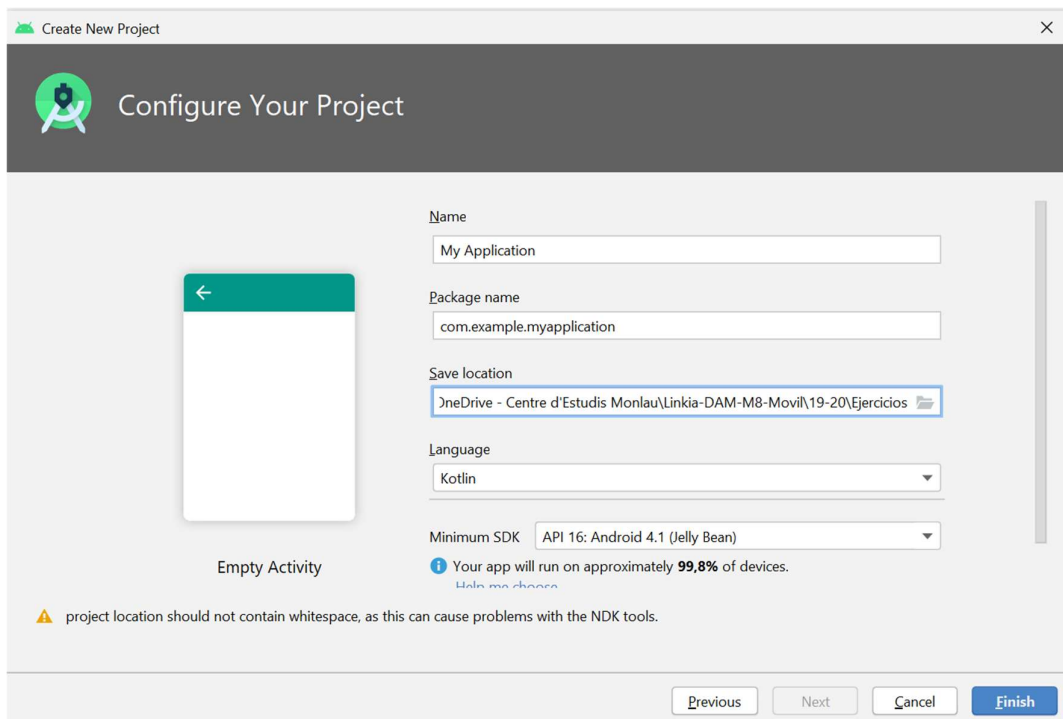 Create New Project
Configure Your Project
Name
My Application
Package name
com.example.myapplication
Save location
OneDrive - Centre d'Estudis Monlau\Linkia-DAM-M8-Movil\19-20\Ejercicios
Language
Kotlin
Minimum SDK API 16: Android 4.1 (Jelly Bean)
Your app will run on approximately 99,8% of devices.
Help me choose
Empty Activity
project location should not contain whitespace, as this can cause problems with the NDK tools.
Previous Next Cancel Finish